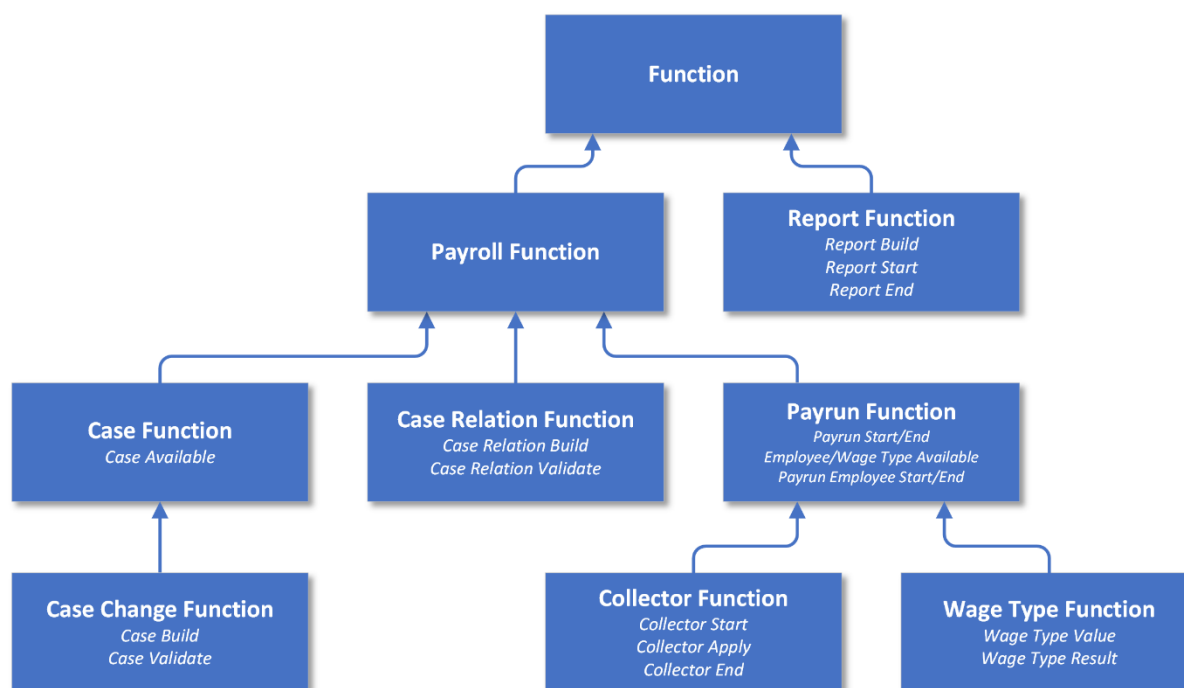 Function
Payroll Function
Report Function
Report Build
Report Start
Report End
Case Function
Case Available
Case Relation Function
Case Relation Build
Case Relation Validate
Payrun Function
Payrun Start/End
Employee/Wage Type Available
Payrun Employee Start/End
Case Change Function
Case Build
Case Validate
Collector Function
Collector Start
Collector Apply
Collector End
Wage Type Function
Wage Type Value
Wage Type Result